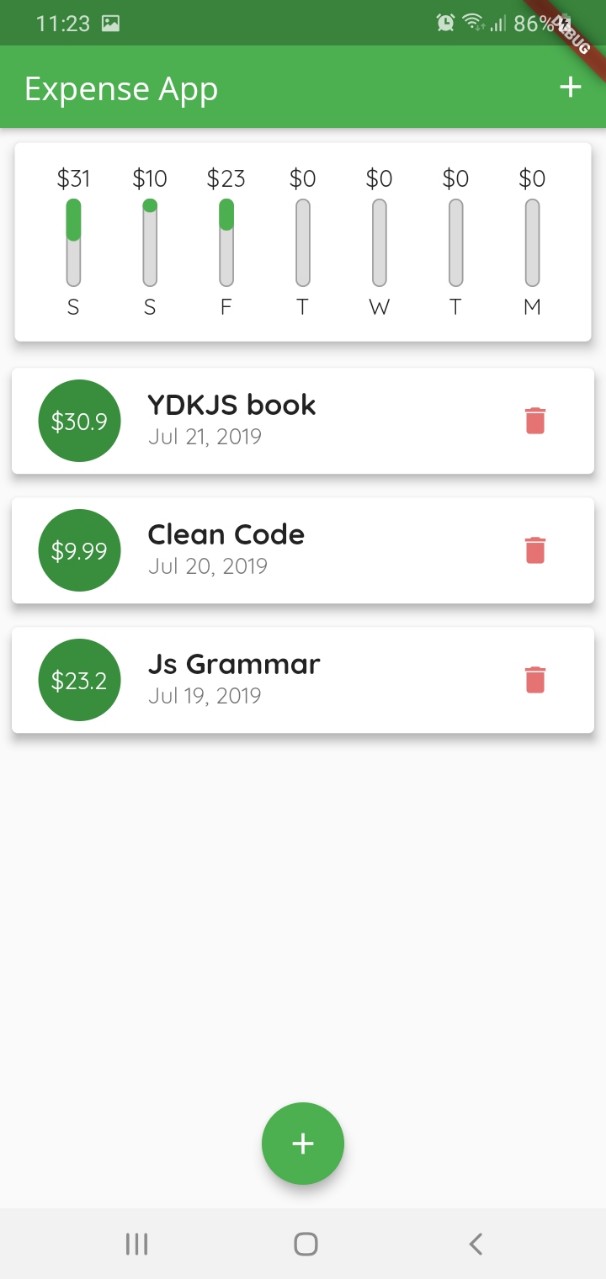 11:23 86%
DEBUG
Expense App +
$31 $10 $23 $0 $0 $0 $0
S S F T W T M
$30.9
YDKJS book
Jul 21, 2019
$9.99
Clean Code
Jul 20, 2019
$23.2
Js Grammar
Jul 19, 2019
+